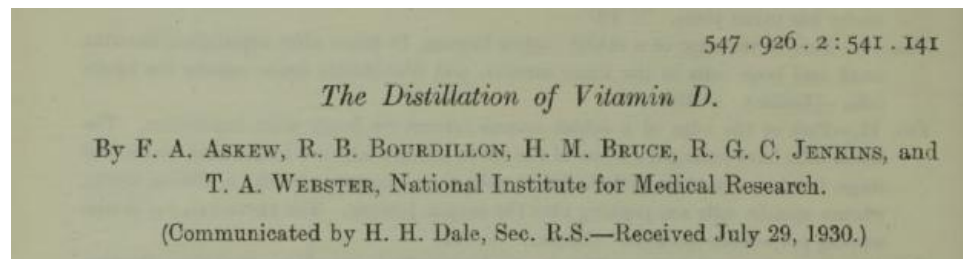 547 . 926 . 2 : 541 . 141
The Distillation of Vitamin D.
By F. A. ASKEW, R. B. BOURDILLON, H. M. BRUCE, R. G. C. JENKINS, and
T. A. WEBSTER, National Institute for Medical Research.
(Communicated by H. H. Dale, Sec. R.S.—Received July 29, 1930.)